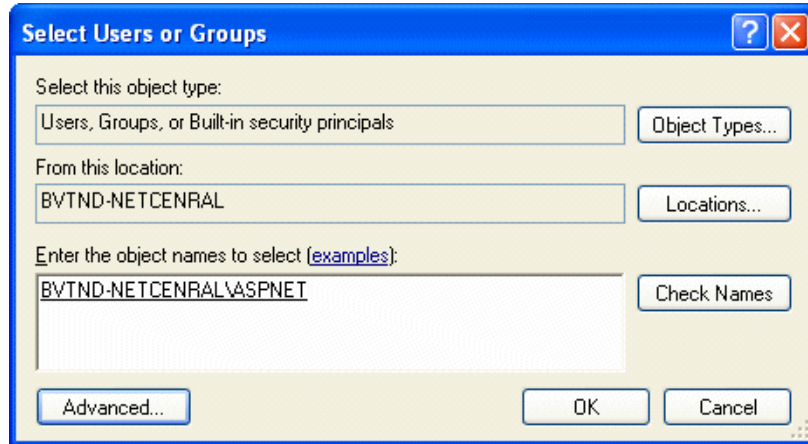 Select Users or Groups
Select this object type:
Users, Groups, or Built-in security principals
Object Types...
From this location:
BVTND-NETCENRAL
Locations...
Enter the object names to select (examples):
BVTND-NETCENRAL\ASPNET
Check Names
Advanced...
OK
Cancel